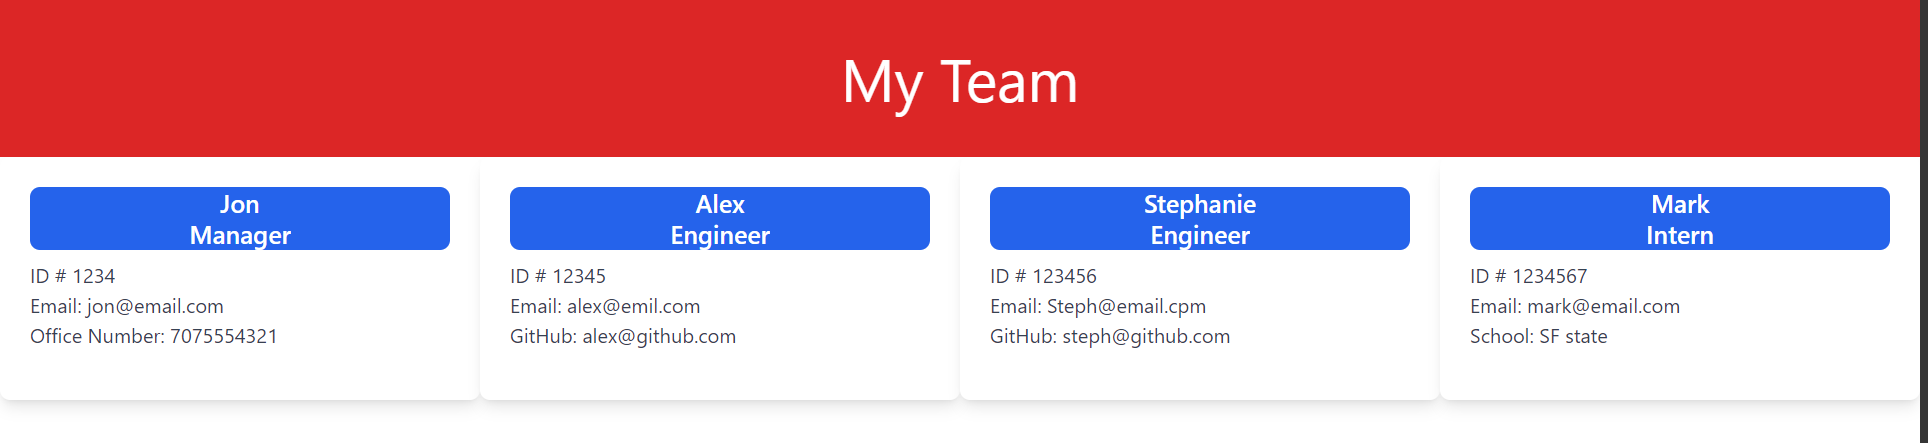 My Team
Jon
Manager
ID # 1234
Email: jon@email.com
Office Number: 7075554321
Alex
Engineer
ID # 12345
Email: alex@emil.com
GitHub: alex@github.com
Stephanie
Engineer
ID # 123456
Email: Steph@email.cpm
GitHub: steph@github.com
Mark
Intern
ID # 1234567
Email: mark@email.com
School: SF state